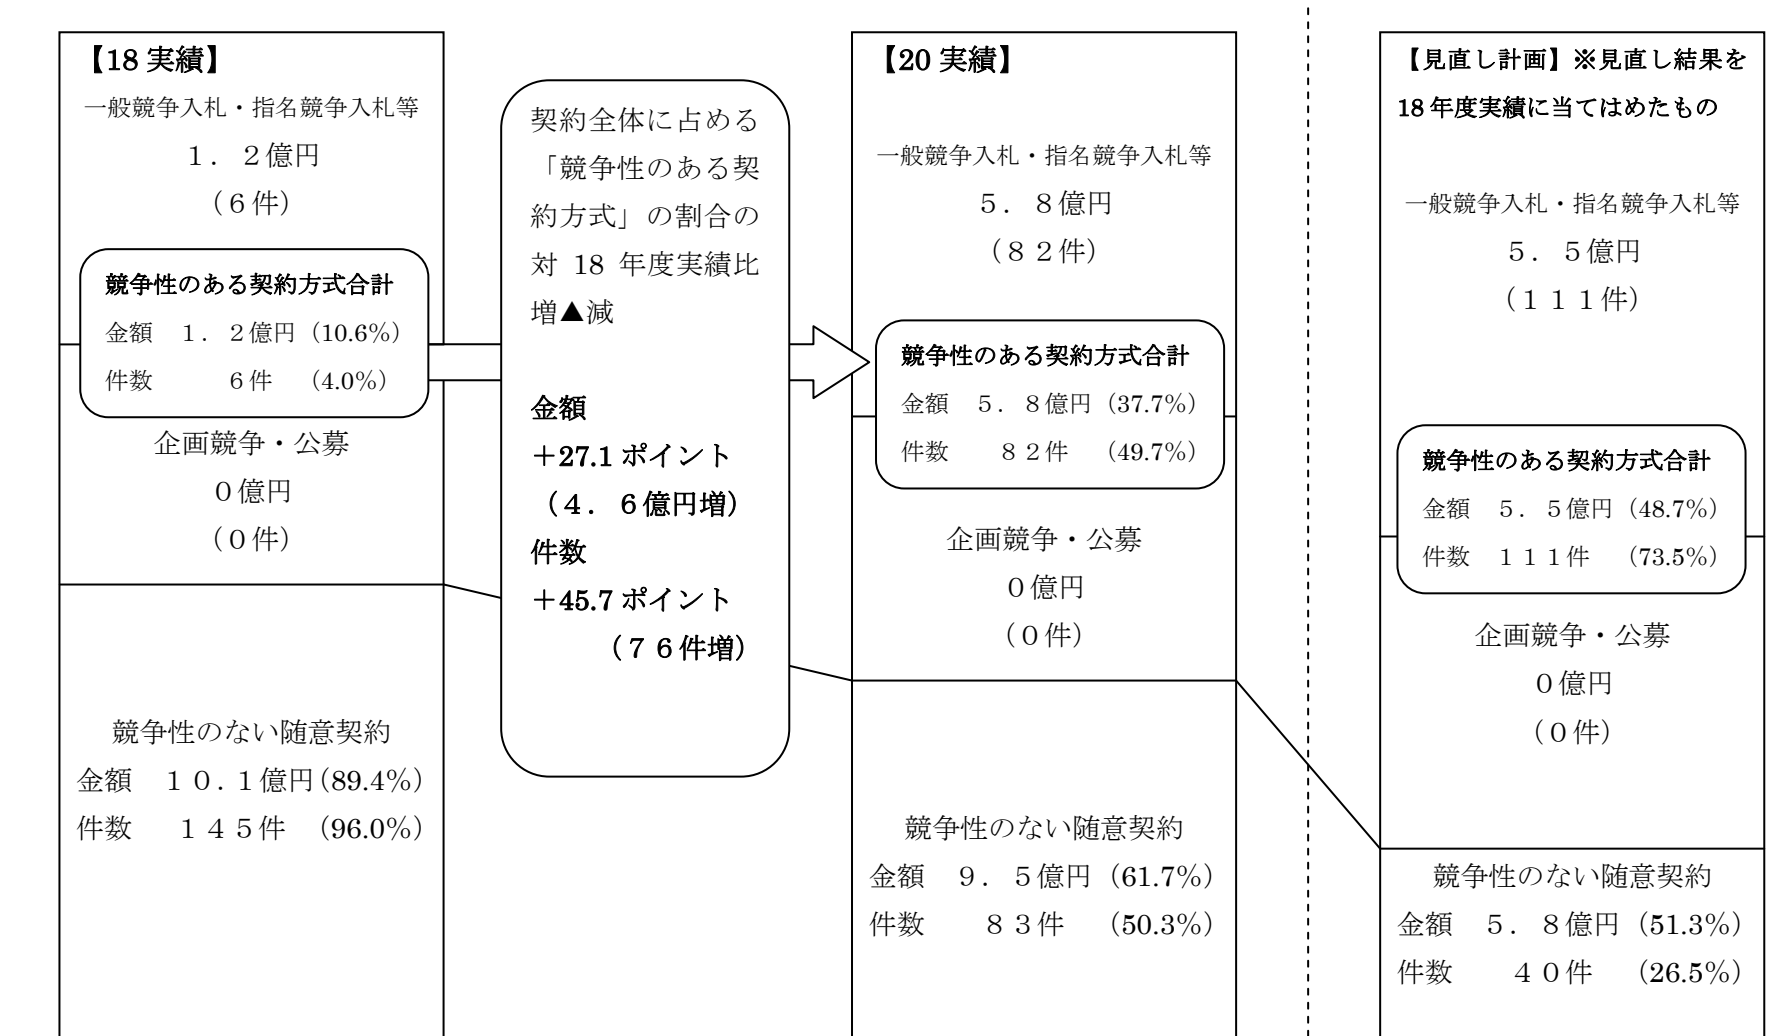 【18 実績】
一般競争入札・指名競争入札等
１．２億円
（６件）
競争性のある契約方式合計
金額　１．２億円（10.6%）
件数　　　６件　（4.0%）
企画競争・公募
０億円
（０件）
競争性のない随意契約
金額　１０.１億円（89.4%）
件数　１４５件　（96.0%）
契約全体に占める
「競争性のある契
約方式」の割合の
対 18 年度実績比
増▲減
金額
＋27.1 ポイント
（４．６億円増）
件数
＋45.7 ポイント
（７６件増）
【20 実績】
一般競争入札・指名競争入札等
５．８億円
（８２件）
競争性のある契約方式合計
金額　５．８億円（37.7%）
件数　８２件　（49.7%）
企画競争・公募
０億円
（０件）
競争性のない随意契約
金額　９．５億円（61.7%）
件数　　８３件　（50.3%）
【見直し計画】※見直し結果を
18 年度実績に当てはめたもの
一般競争入札・指名競争入札等
５．５億円
（１１１件）
競争性のある契約方式合計
金額　５．５億円（48.7%）
件数　１１１件　（73.5%）
企画競争・公募
０億円
（０件）
競争性のない随意契約
金額　５．８億円（51.3%）
件数　４０件　（26.5%）